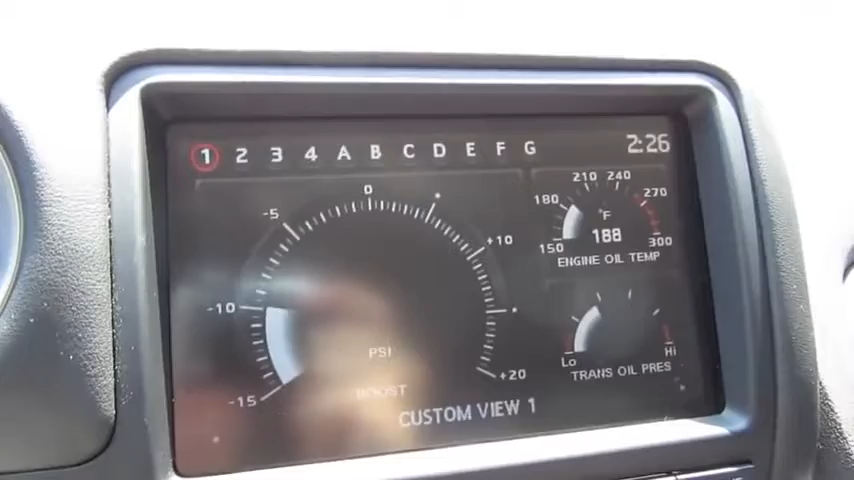 1 2 3 4 A B C D E F G 2:26
-15 -10 -5 0 • +10 • +20
PSI
BOOST
150 180 210 240 270 300
°F
188
ENGINE OIL TEMP
Lo Hi
TRANS OIL PRES
CUSTOM VIEW 1